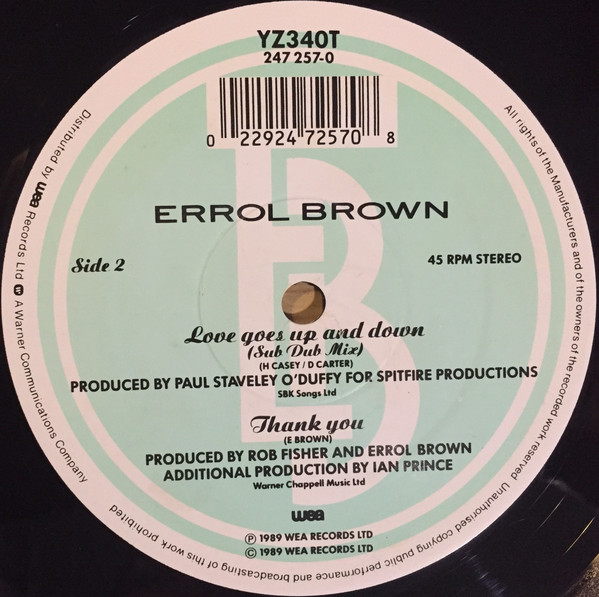 YZ340T
247 257-0
0 22924 72570 8
ERROL BROWN
Side 2
45 RPM STEREO
Love goes up and down
(Sub Dub Mix)
(H CASEY / D CARTER)
PRODUCED BY PAUL STAVELEY O'DUFFY FOR SPITFIRE PRODUCTIONS
SBK Songs Ltd
Thank you
(E BROWN)
PRODUCED BY ROB FISHER AND ERROL BROWN
ADDITIONAL PRODUCTION BY IAN PRINCE
Warner Chappell Music Ltd
wea
Ⓟ 1989 WEA RECORDS LTD
© 1989 WEA RECORDS LTD
All rights of the Manufacturers and of the owners of the recorded work reserved Unauthorised copying public performance and broadcasting of this work prohibited
Distributed by wea Records Ltd A Warner Communications Company
EB